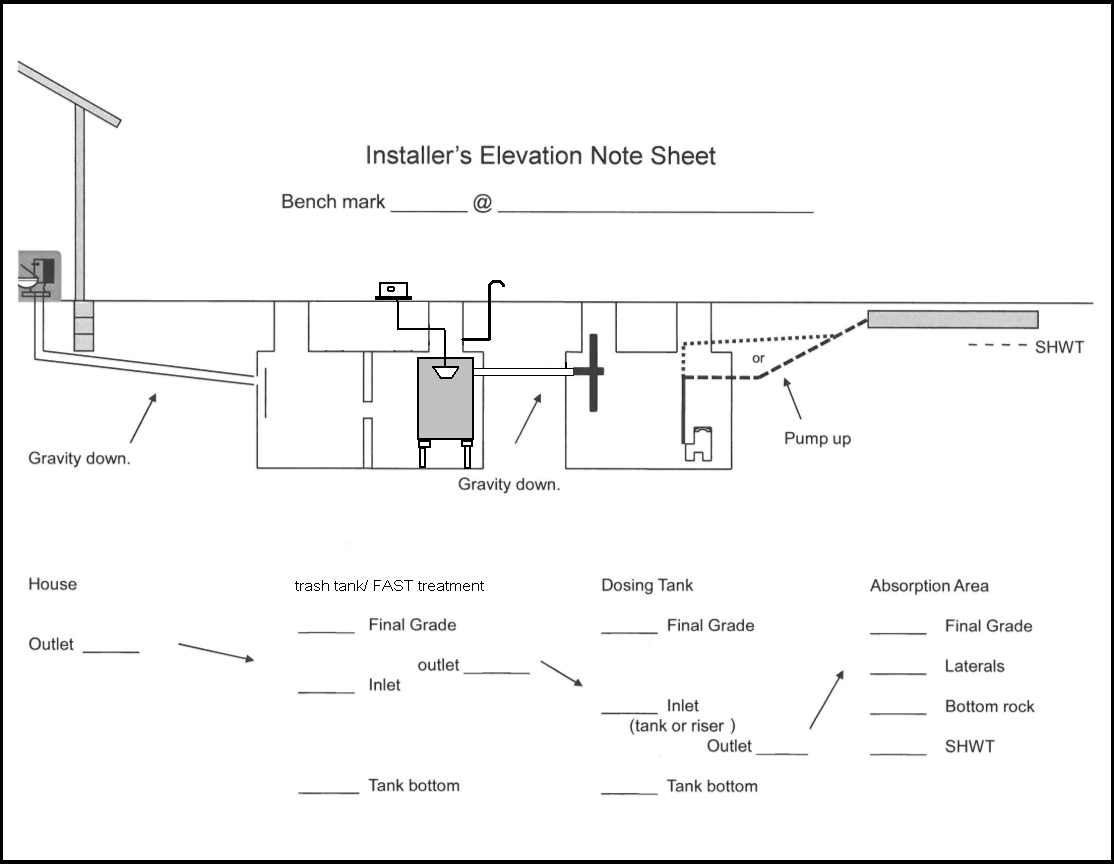 Installer's Elevation Note Sheet
Bench mark ________ @ ________________________________
SHWT
or
Pump up
Gravity down.
Gravity down.
House
Outlet ______
trash tank/ FAST treatment
______ Final Grade
outlet _______
______ Inlet
______ Tank bottom
Dosing Tank
______ Final Grade
______ Inlet
(tank or riser )
Outlet ______
______ Tank bottom
Absorption Area
______ Final Grade
______ Laterals
______ Bottom rock
______ SHWT